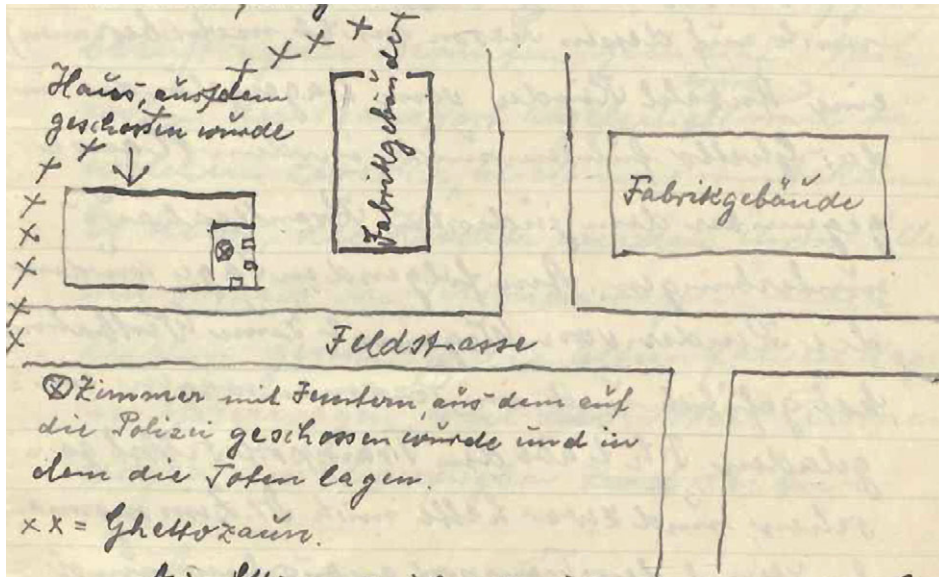 Haus, aus dem
geschossen wurde
Fabrikgebäude
Fabrikgebäude
Feldstrasse
Zimmer mit Fenstern, aus dem auf
die Polizei geschossen wurde und in
dem die Toten lagen.
x x = Ghettozaun.